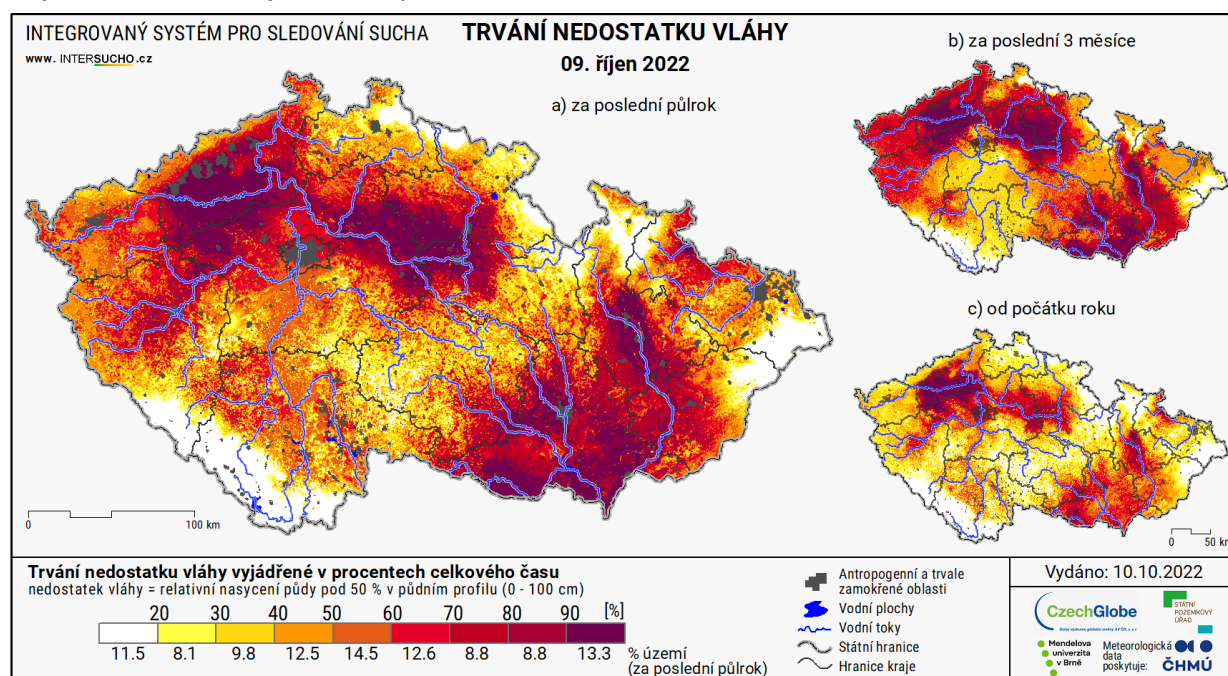 INTEGROVANÝ SYSTÉM PRO SLEDOVÁNÍ SUCHA
www. INTERSUCHO.cz
TRVÁNÍ NEDOSTATKU VLÁHY
09. říjen 2022
a) za poslední půlrok
b) za poslední 3 měsíce
c) od počátku roku
0 100 km
0 50 km
Trvání nedostatku vláhy vyjádřené v procentech celkového času
nedostatek vláhy = relativní nasycení půdy pod 50 % v půdním profilu (0 - 100 cm)
20 30 40 50 60 70 80 90 [%]
11.5 8.1 9.8 12.5 14.5 12.6 8.8 8.8 13.3 % území
(za poslední půlrok)
Antropogenní a trvale
zamokřené oblasti
Vodní plochy
Vodní toky
Státní hranice
Hranice kraje
Vydáno: 10.10.2022
CzechGlobe
STÁTNÍ
POZEMKOVÝ
ÚŘAD
Mendelova
univerzita
v Brně
Meteorologická
data
poskytuje:
ČHMÚ